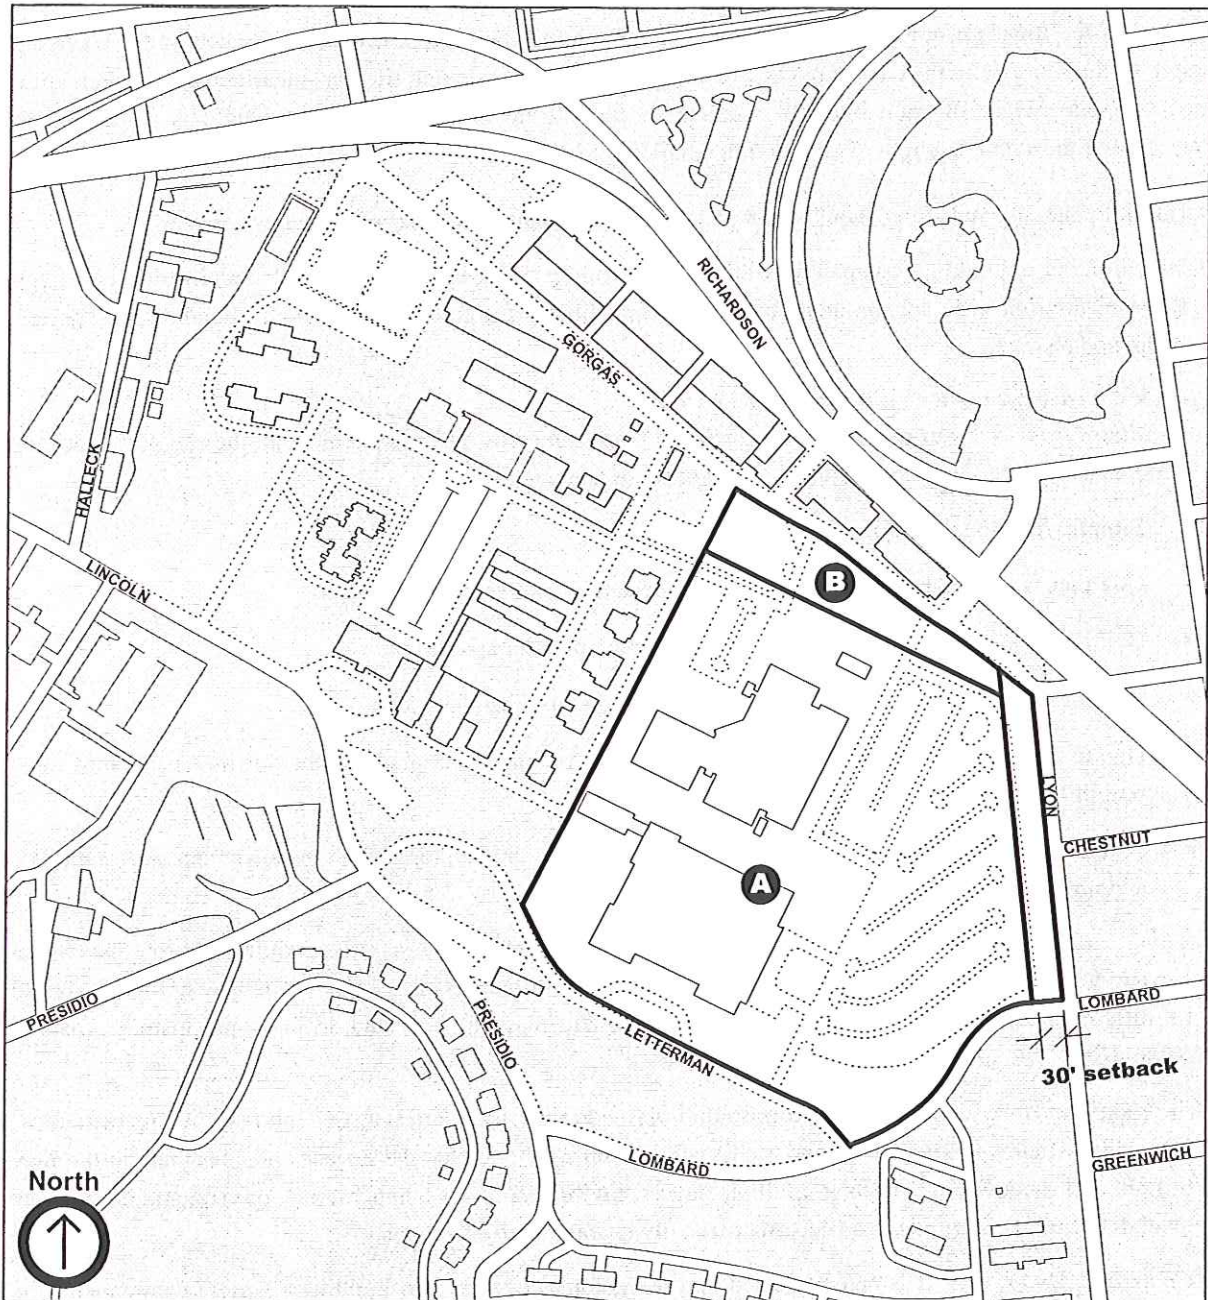 RICHARDSON
GORGAS
HALLECK
LINCOLN
B
LYON
CHESTNUT
A
PRESIDIO
PRESIDIO
LETTERMAN
LOMBARD
30' setback
LOMBARD
GREENWICH
North